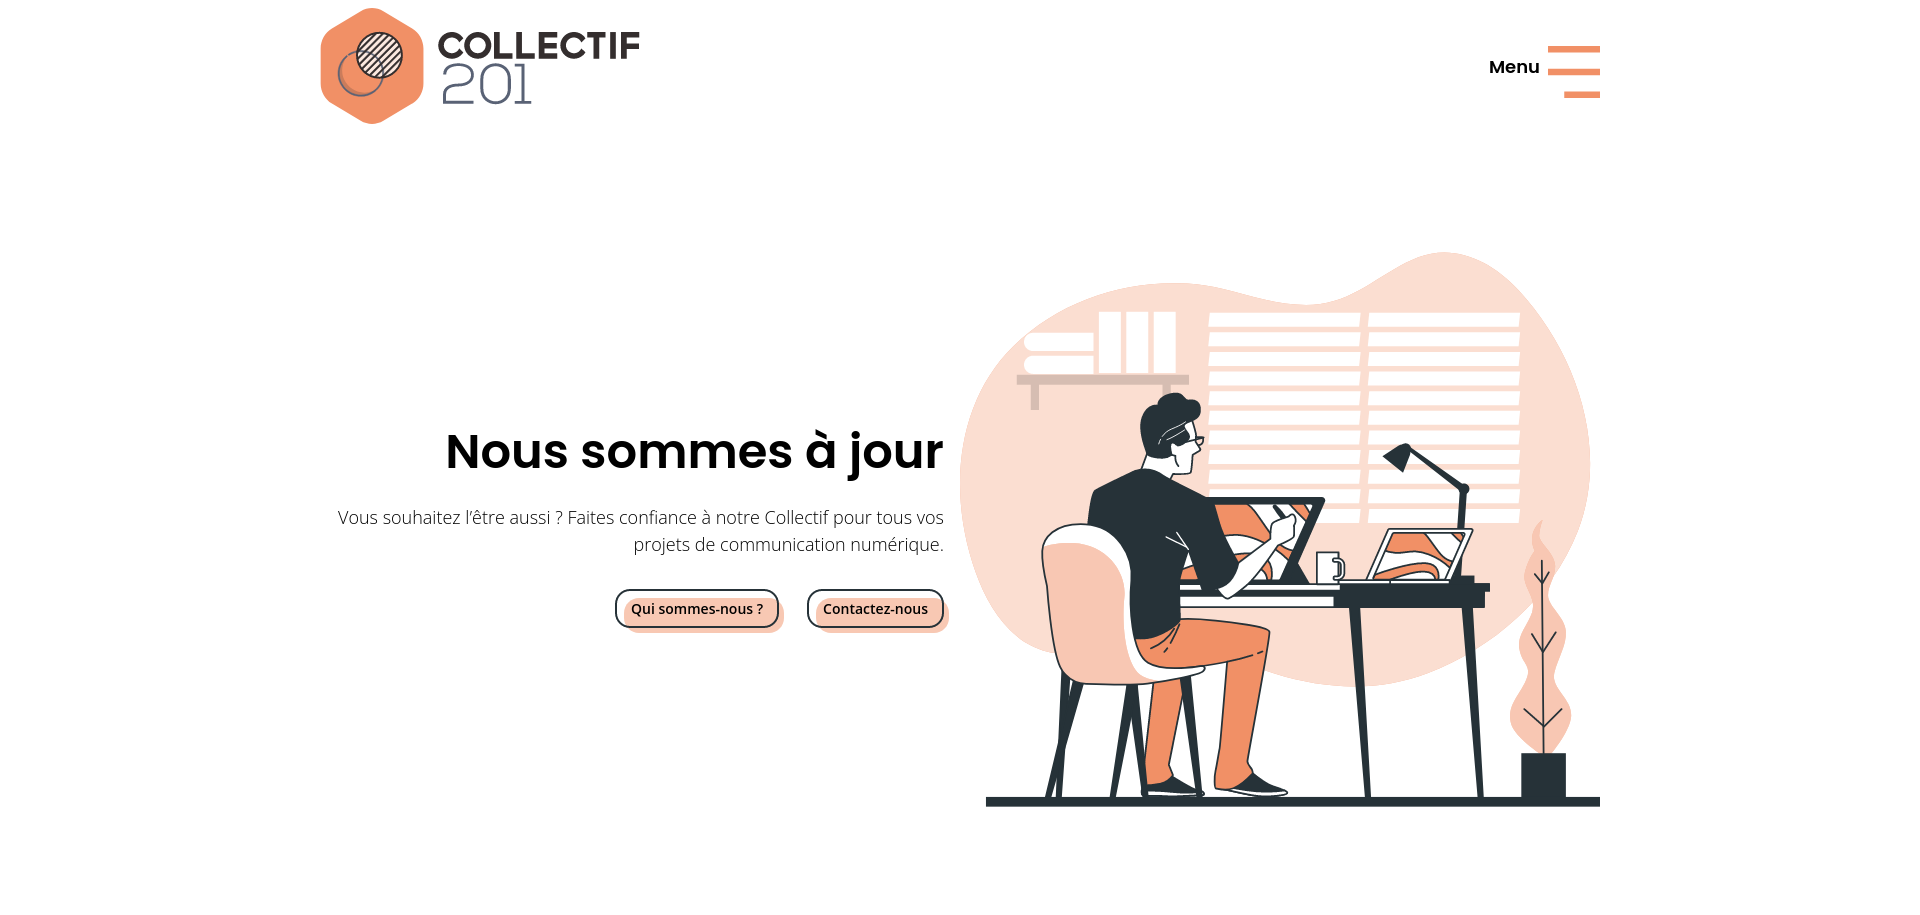 COLLECTIF
201
Menu
Nous sommes à jour
Vous souhaitez l’être aussi ? Faites confiance à notre Collectif pour tous vos
projets de communication numérique.
Qui sommes-nous ?
Contactez-nous